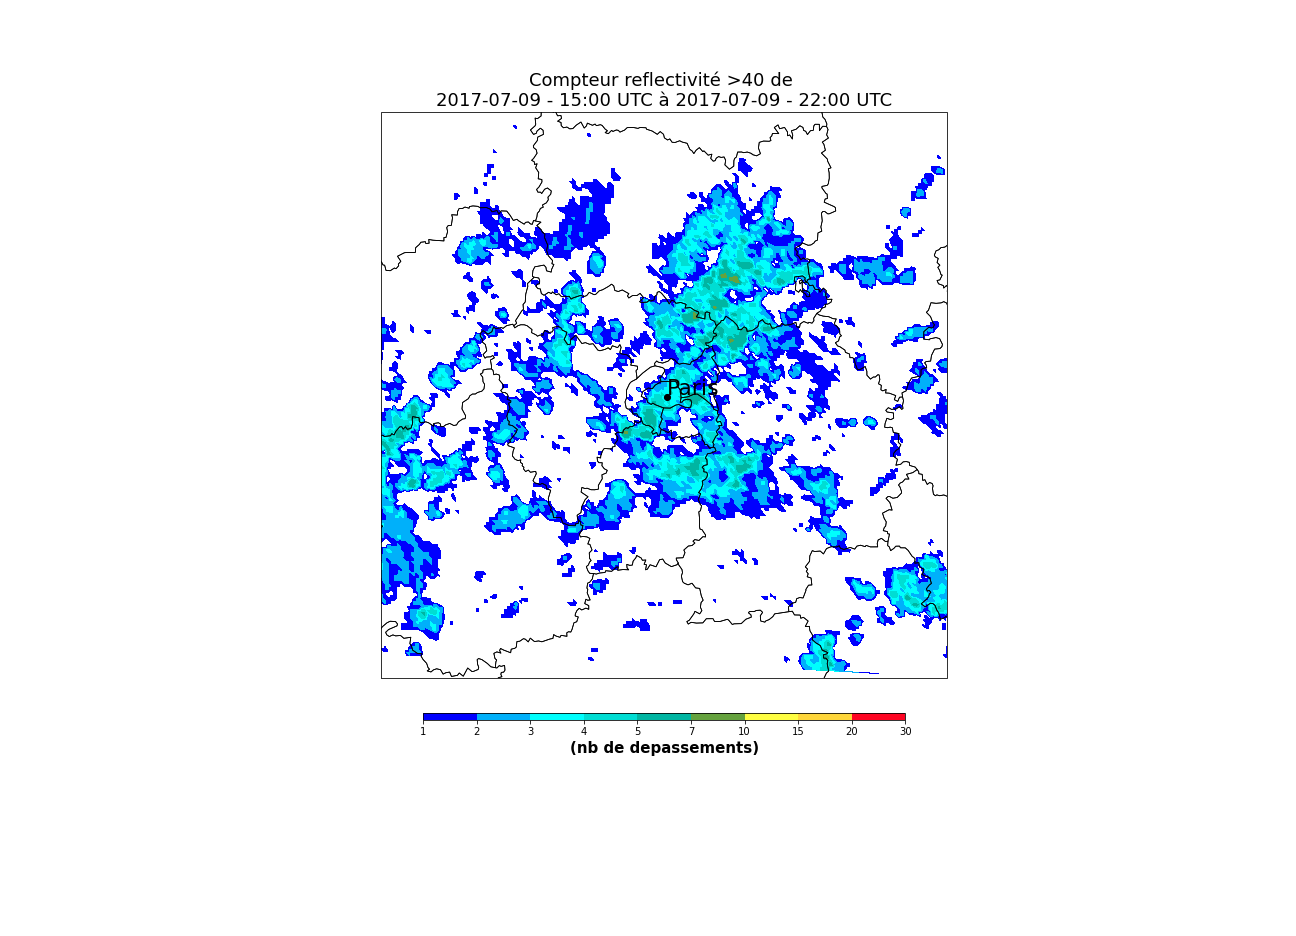 Compteur reflectivité >40 de
2017-07-09 - 15:00 UTC à 2017-07-09 - 22:00 UTC
Paris
1 2 3 4 5 7 10 15 20 30
(nb de depassements)